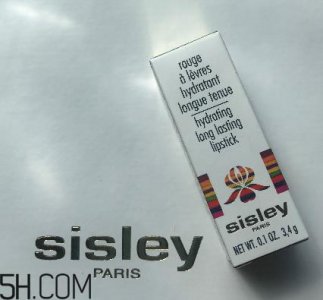 rouge
à lèvres
hydratant
longue tenue
hydrating
long lasting
lipstick
sisley
PARIS
NET WT. 0.1 OZ. 3,4 g
sisley
PARIS
5H.COM